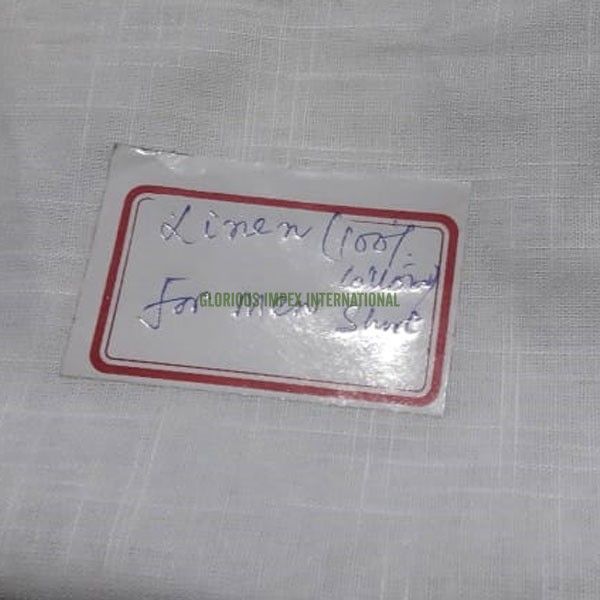 Linen (100%.
Cotton)
For Men Shirt
GLORIOUS IMPEX INTERNATIONAL